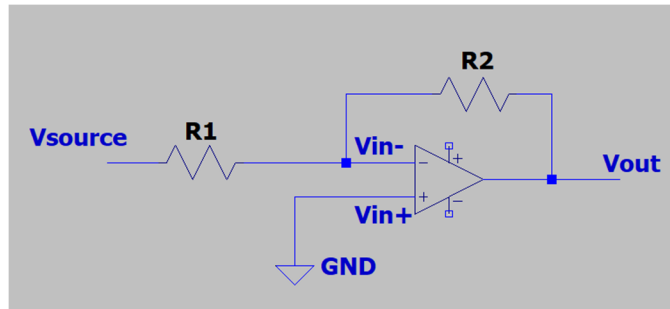 R2
R1
Vsource
Vin-
Vout
Vin+
GND